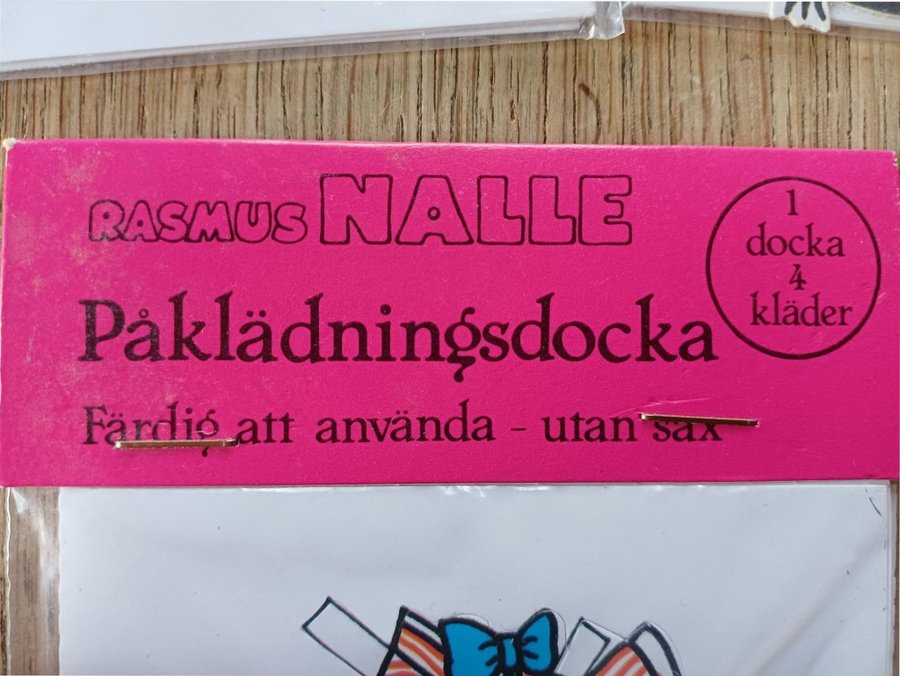 RASMUS NALLE
Påklädningsdocka
Färdig att använda - utan sax
1
docka
4
kläder